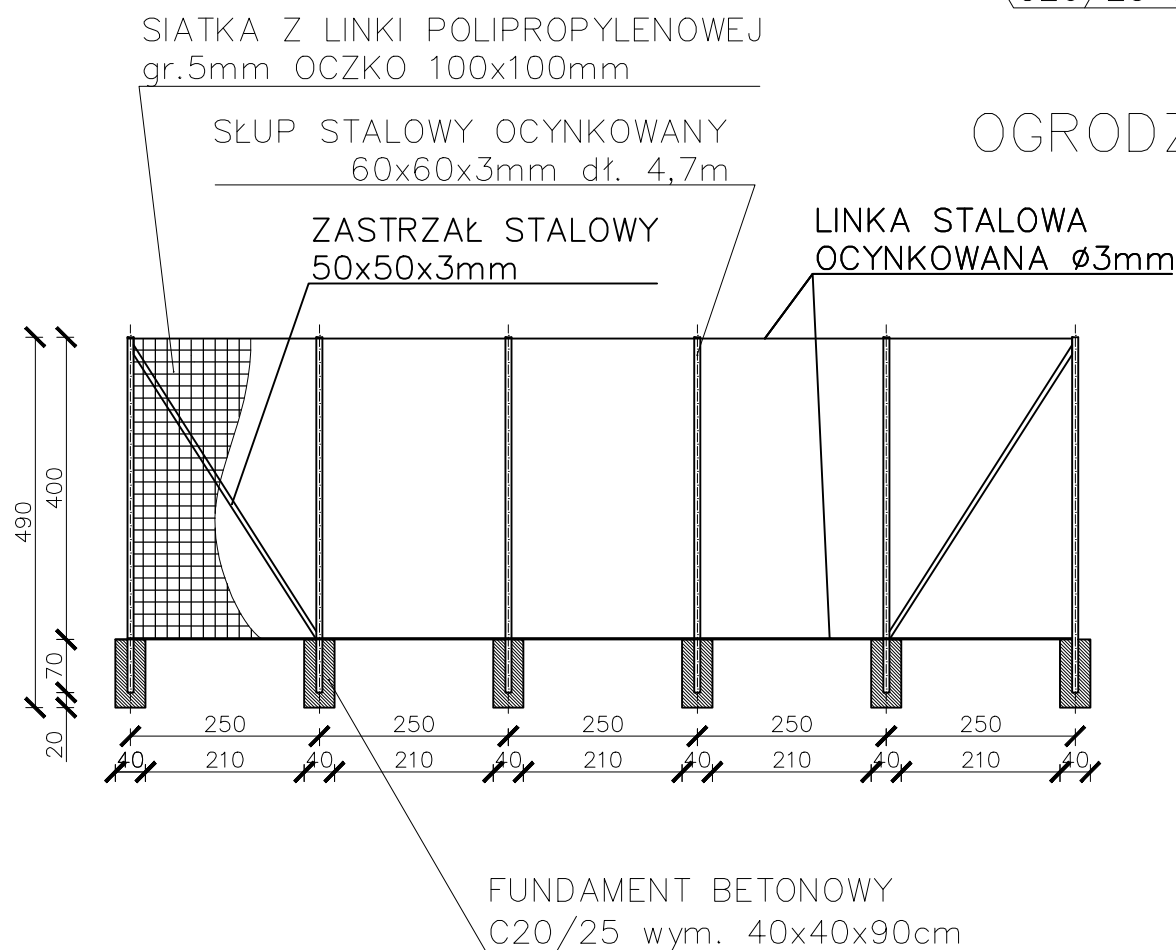 C20/25
SIATKA Z LINKI POLIPROPYLENOWEJ
gr.5mm OCZKO 100x100mm
OGRODZ
SŁUP STALOWY OCYNKOWANY
60x60x3mm dł. 4,7m
ZASTRZAŁ STALOWY
50x50x3mm
LINKA STALOWA
OCYNKOWANA ø3mm
490
400
70
20
250 250 250 250 250
40 210 40 210 40 210 40 210 40 210 40
FUNDAMENT BETONOWY
C20/25 wym. 40x40x90cm